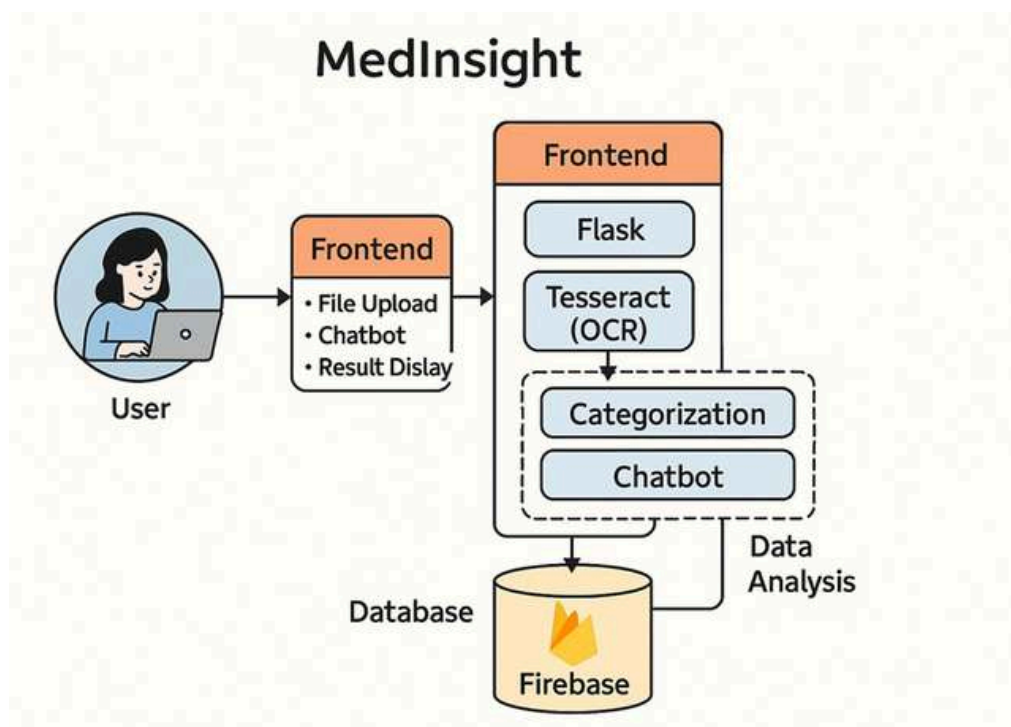 MedInsight
User
Frontend
• File Upload
• Chatbot
• Result Dislay
Frontend
Flask
Tesseract
(OCR)
Categorization
Chatbot
Data
Analysis
Database
Firebase